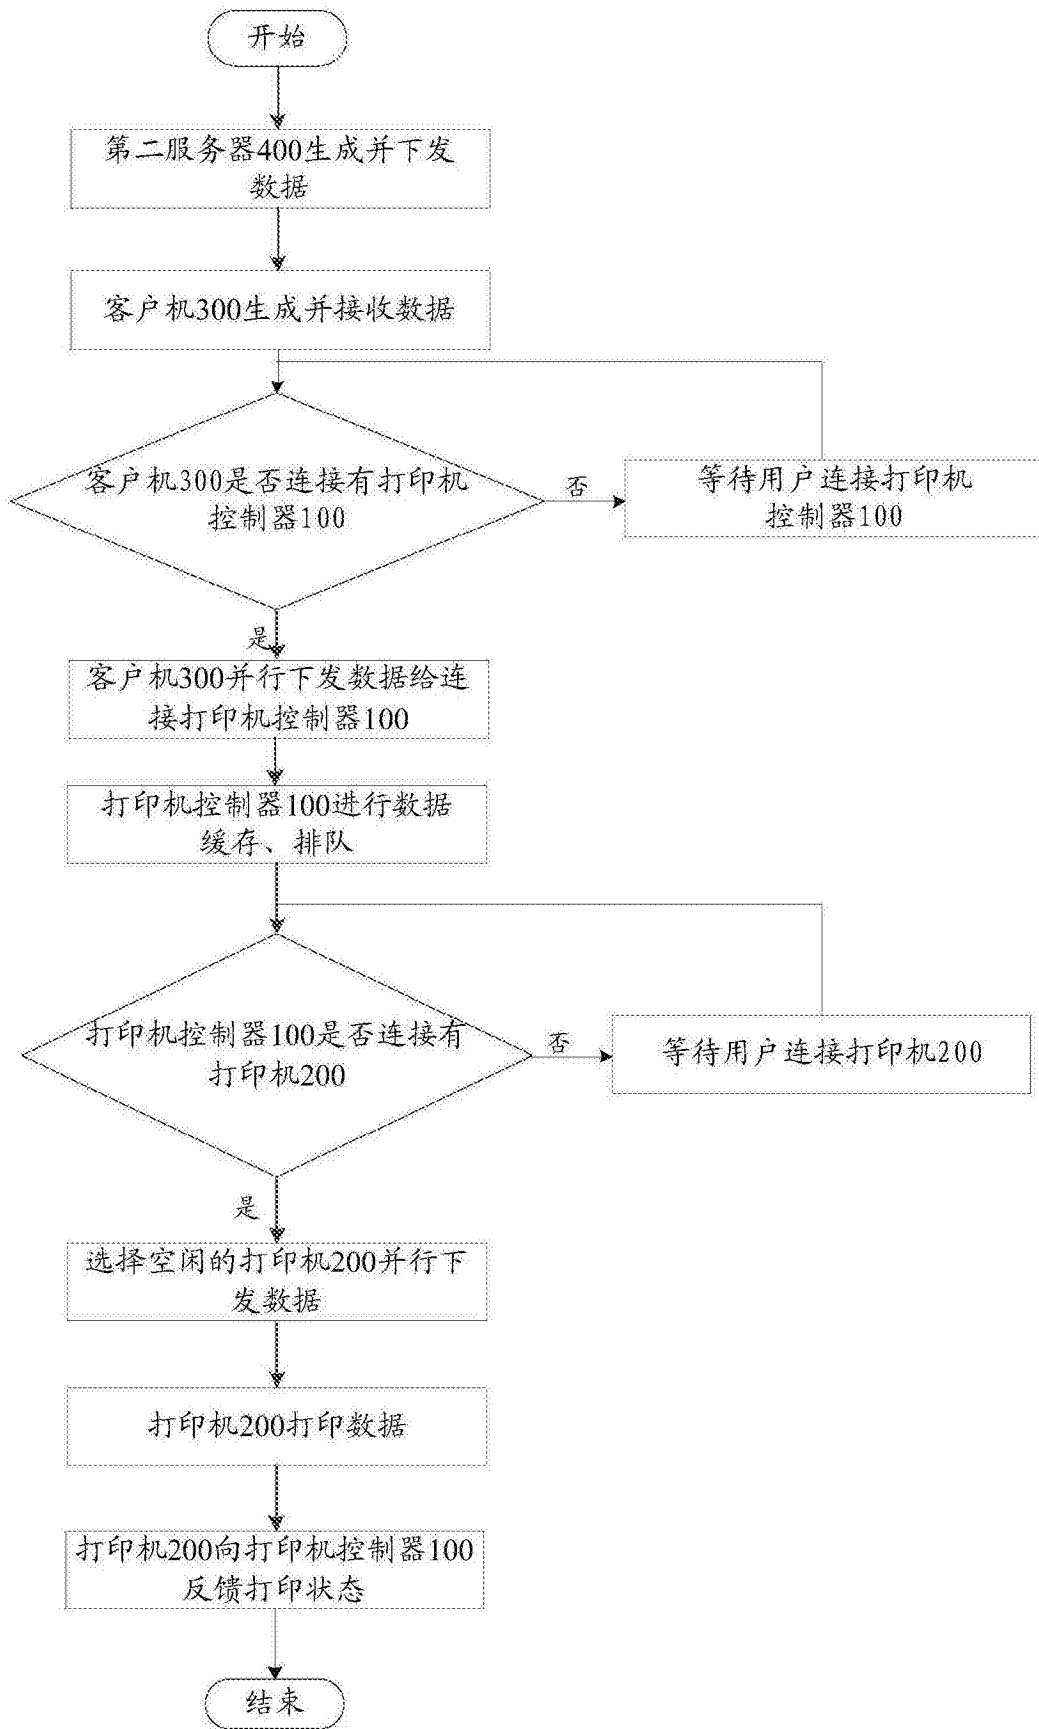 开始
第二服务器400生成并下发
数据
客户机300生成并接收数据
客户机300是否连接有打印机
控制器100
否
等待用户连接打印机
控制器100
是
客户机300并行下发数据给连
接打印机控制器100
打印机控制器100进行数据
缓存、排队
打印机控制器100是否连接有
打印机200
否
等待用户连接打印机200
是
选择空闲的打印机200并行下
发数据
打印机200打印数据
打印机200向打印机控制器100
反馈打印状态
结束